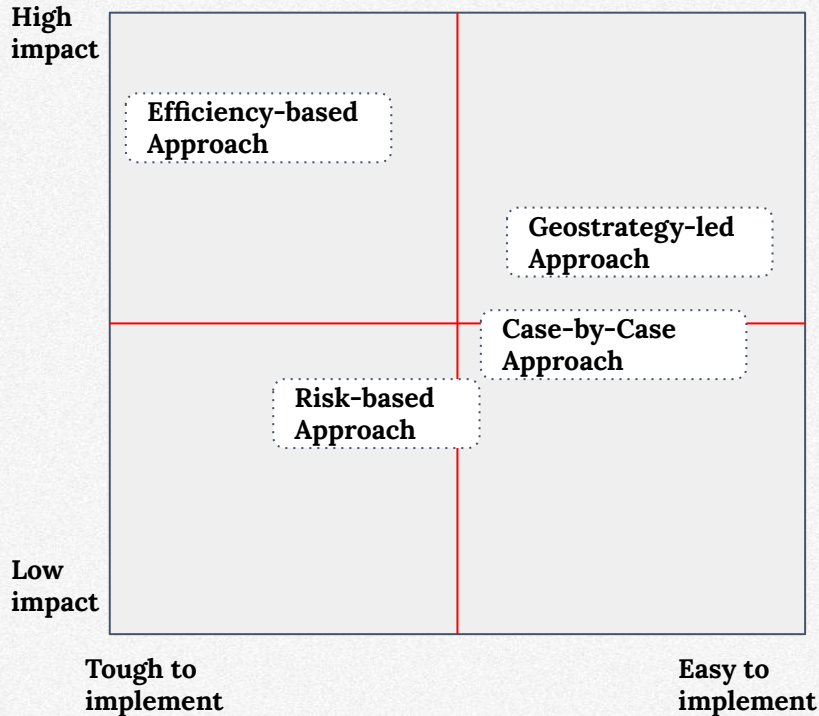 High
impact
Efficiency-based
Approach
Geostrategy-led
Approach
Case-by-Case
Approach
Risk-based
Approach
Low
impact
Tough to
implement
Easy to
implement